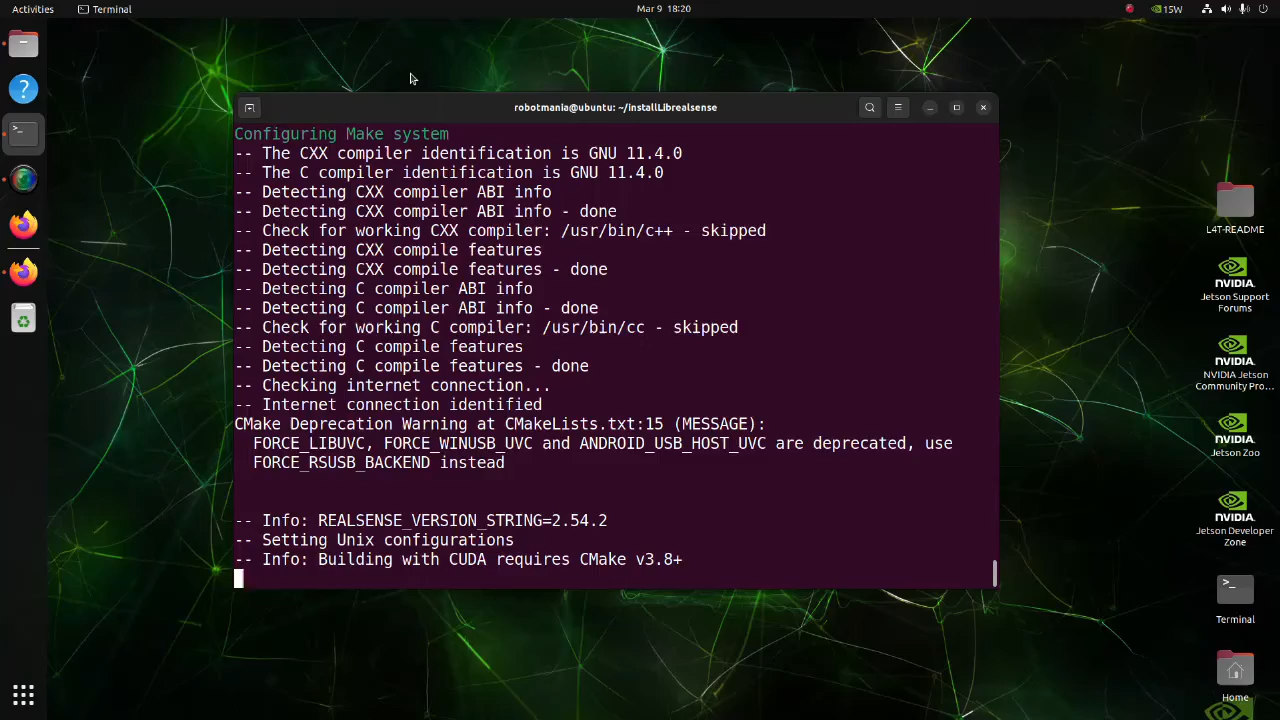 Activities
Terminal
Mar 9 18:20
15W
robotmania@ubuntu: ~/installLibrealsense
Configuring Make system
-- The CXX compiler identification is GNU 11.4.0
-- The C compiler identification is GNU 11.4.0
-- Detecting CXX compiler ABI info
-- Detecting CXX compiler ABI info - done
-- Check for working CXX compiler: /usr/bin/c++ - skipped
-- Detecting CXX compile features
-- Detecting CXX compile features - done
-- Detecting C compiler ABI info
-- Detecting C compiler ABI info - done
-- Check for working C compiler: /usr/bin/cc - skipped
-- Detecting C compile features
-- Detecting C compile features - done
-- Checking internet connection...
-- Internet connection identified
CMake Deprecation Warning at CMakeLists.txt:15 (MESSAGE):
FORCE_LIBUVC, FORCE_WINUSB_UVC and ANDROID_USB_HOST_UVC are deprecated, use
FORCE_RSUSB_BACKEND instead
-- Info: REALSENSE_VERSION_STRING=2.54.2
-- Setting Unix configurations
-- Info: Building with CUDA requires CMake v3.8+
L4T-README
NVIDIA.
Jetson Support
Forums
NVIDIA.
NVIDIA Jetson
Community Pro...
NVIDIA.
Jetson Zoo
NVIDIA.
Jetson Developer
Zone
Terminal
Home